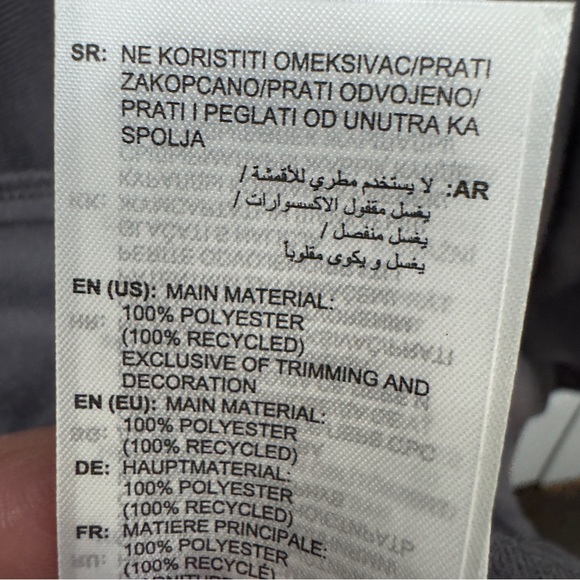 SR: NE KORISTITI OMEKSIVAC/PRATI
ZAKOPCANO/PRATI ODVOJENO/
PRATI I PEGLATI OD UNUTRA KA
SPOLJA
AR: لا يستخدم مطري للأقمشة /
يغسل مقفول الاكسسوارات /
يغسل منفصل /
يغسل و يكوى مقلوباً
EN (US): MAIN MATERIAL:
100% POLYESTER
(100% RECYCLED)
EXCLUSIVE OF TRIMMING AND
DECORATION
EN (EU): MAIN MATERIAL:
100% POLYESTER
(100% RECYCLED)
DE: HAUPTMATERIAL:
100% POLYESTER
(100% RECYCLED)
FR: MATIERE PRINCIPALE:
100% POLYESTER
(100% RECYCLÉ)